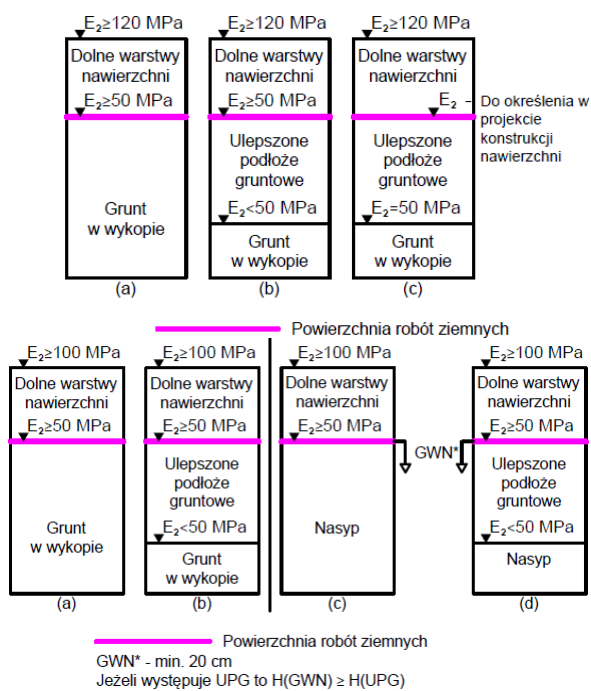 E₂≥120 MPa
Dolne warstwy
nawierzchni
E₂≥50 MPa
Grunt
w wykopie
(a)
E₂≥120 MPa
Dolne warstwy
nawierzchni
E₂≥50 MPa
Ulepszone
podłoże
gruntowe
E₂<50 MPa
Grunt
w wykopie
(b)
E₂≥120 MPa
Dolne warstwy
nawierzchni
E₂ - Do określenia w
projekcie
konstrukcji
nawierzchni
Ulepszone
podłoże
gruntowe
E₂=50 MPa
Grunt
w wykopie
(c)
Powierzchnia robót ziemnych
E₂≥100 MPa
Dolne warstwy
nawierzchni
E₂≥50 MPa
Grunt
w wykopie
(a)
E₂≥100 MPa
Dolne warstwy
nawierzchni
E₂≥50 MPa
Ulepszone
podłoże
gruntowe
E₂<50 MPa
Grunt
w wykopie
(b)
E₂≥100 MPa
Dolne warstwy
nawierzchni
E₂≥50 MPa
Nasyp
(c)
GWN*
E₂≥100 MPa
Dolne warstwy
nawierzchni
E₂≥50 MPa
Ulepszone
podłoże
gruntowe
E₂<50 MPa
Nasyp
(d)
Powierzchnia robót ziemnych
GWN* - min. 20 cm
Jeżeli występuje UPG to H(GWN) ≥ H(UPG)